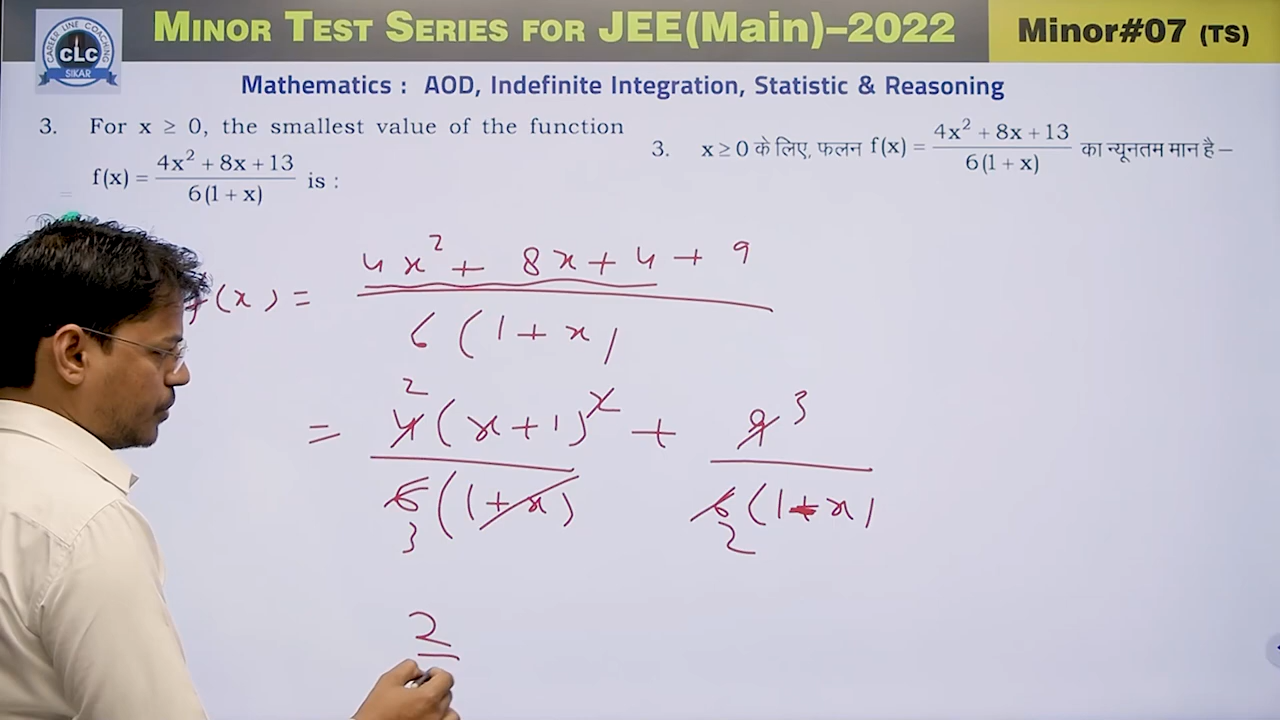 CAREER LINE COACHING
CLC
SIKAR
MINOR TEST SERIES FOR JEE(Main)–2022
Minor#07 (TS)
Mathematics : AOD, Indefinite Integration, Statistic & Reasoning
3. For x ≥ 0, the smallest value of the function
f(x) = (4x² + 8x + 13) / (6(1 + x)) is :
3. x ≥ 0 के लिए, फलन f(x) = (4x² + 8x + 13) / (6(1 + x)) का न्यूनतम मान है –
f(x) = (4x² + 8x + 4 + 9) / (6(1 + x))
= 4(x+1)² / 6(1+x) + 9 / 6(1+x)
2 3 3 2
2